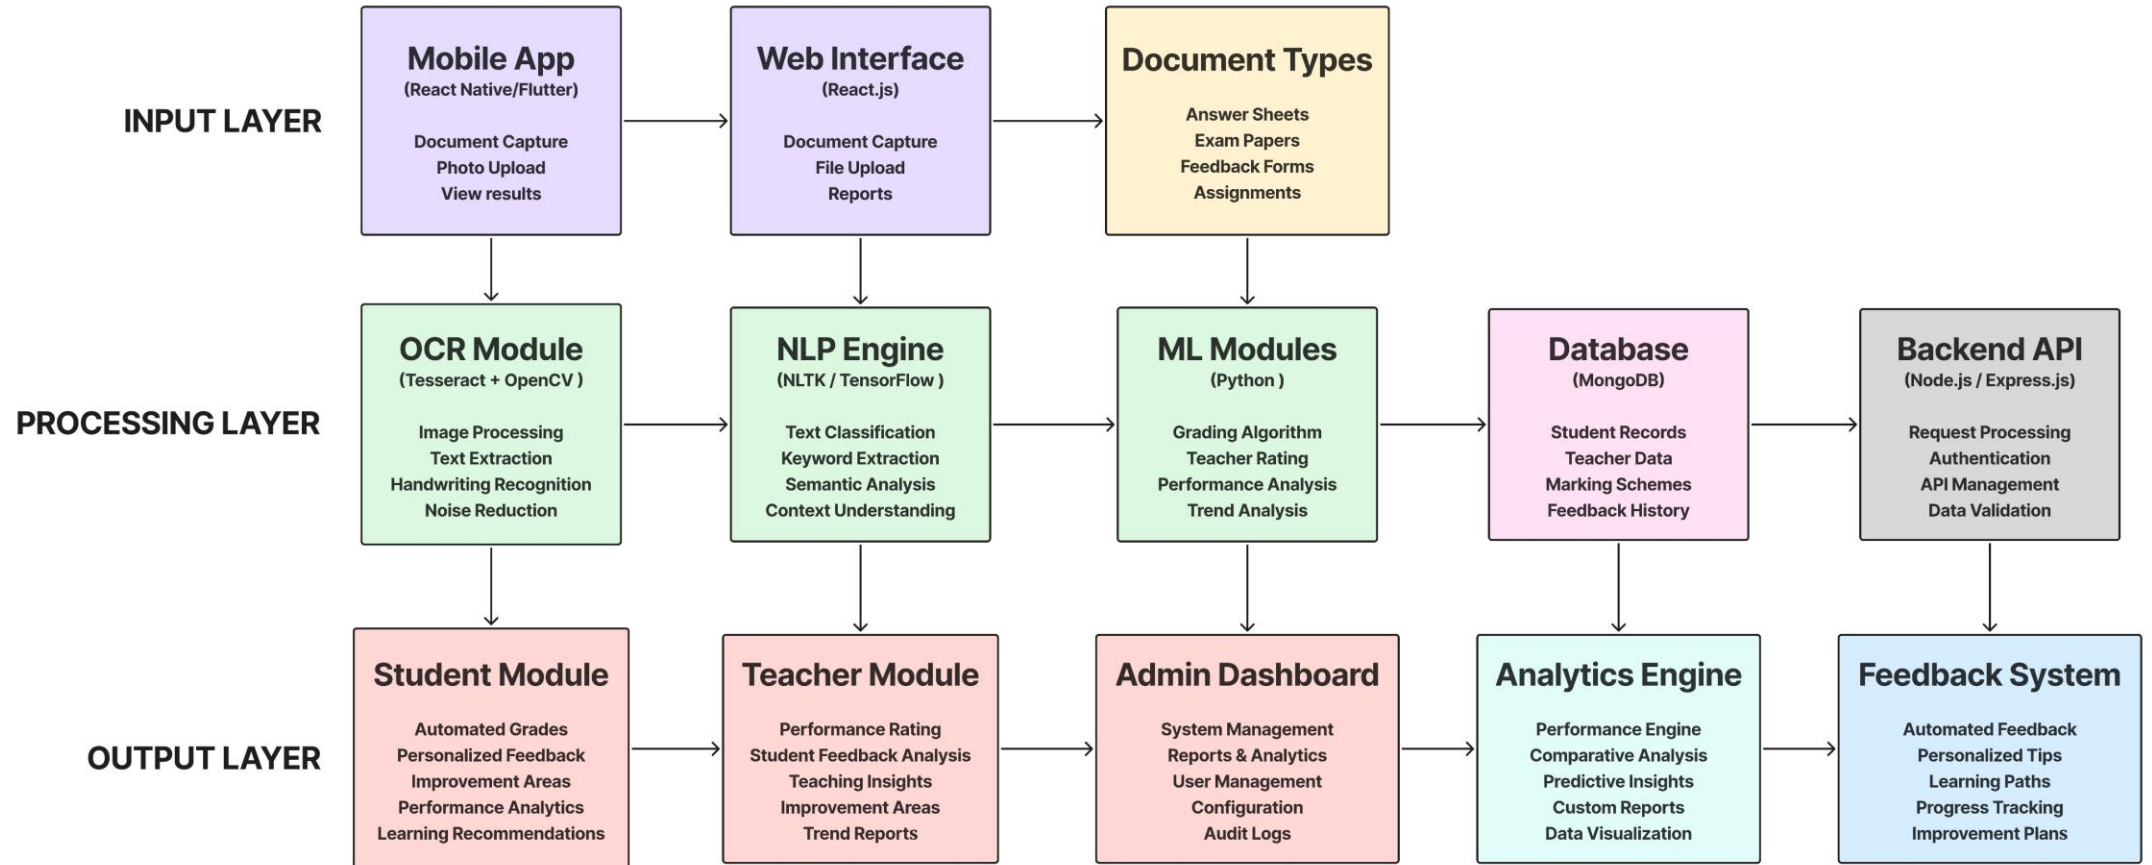 INPUT LAYER
Mobile App
(React Native/Flutter)
Document Capture
Photo Upload
View results
Web Interface
(React.js)
Document Capture
File Upload
Reports
Document Types
Answer Sheets
Exam Papers
Feedback Forms
Assignments
PROCESSING LAYER
OCR Module
(Tesseract + OpenCV )
Image Processing
Text Extraction
Handwriting Recognition
Noise Reduction
NLP Engine
(NLTK / TensorFlow )
Text Classification
Keyword Extraction
Semantic Analysis
Context Understanding
ML Modules
(Python )
Grading Algorithm
Teacher Rating
Performance Analysis
Trend Analysis
Database
(MongoDB)
Student Records
Teacher Data
Marking Schemes
Feedback History
Backend API
(Node.js / Express.js)
Request Processing
Authentication
API Management
Data Validation
OUTPUT LAYER
Student Module
Automated Grades
Personalized Feedback
Improvement Areas
Performance Analytics
Learning Recommendations
Teacher Module
Performance Rating
Student Feedback Analysis
Teaching Insights
Improvement Areas
Trend Reports
Admin Dashboard
System Management
Reports & Analytics
User Management
Configuration
Audit Logs
Analytics Engine
Performance Engine
Comparative Analysis
Predictive Insights
Custom Reports
Data Visualization
Feedback System
Automated Feedback
Personalized Tips
Learning Paths
Progress Tracking
Improvement Plans